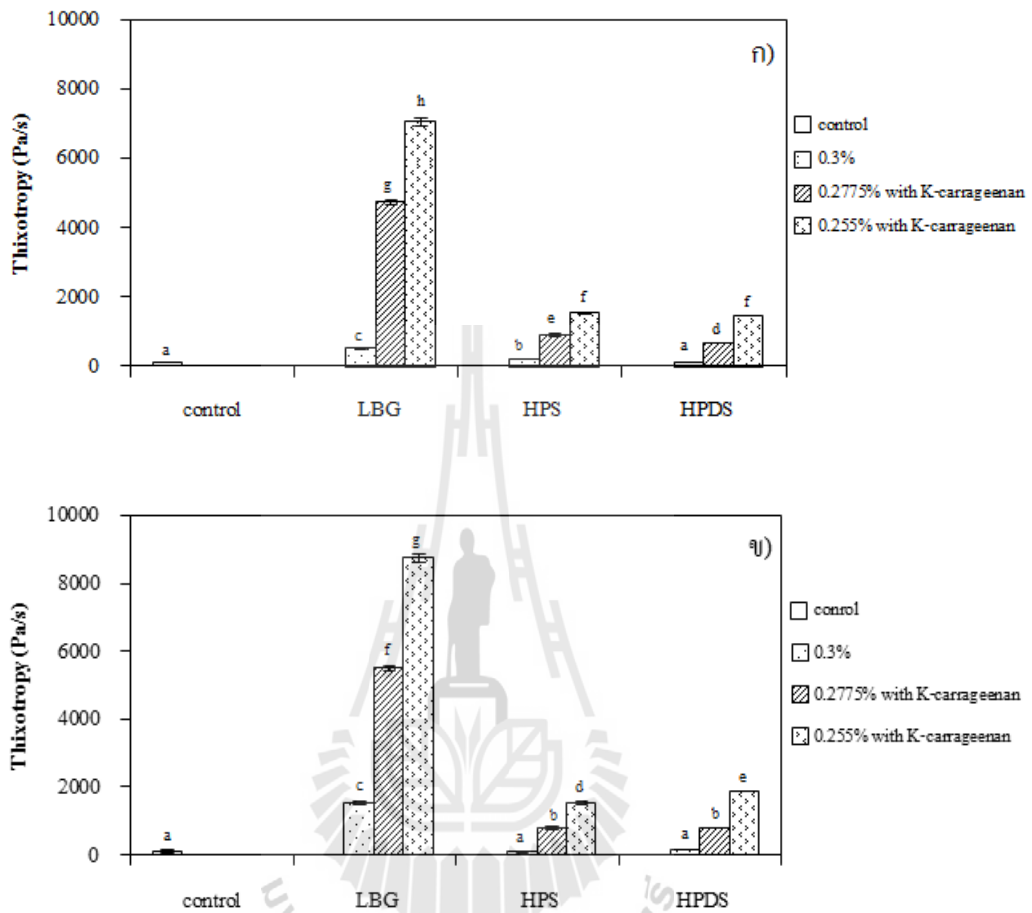 10000
ก)
h
8000
control
g
0.3%
6000
0.2775% with K-carrageenan
4000
0.255% with K-carrageenan
Thixotropy (Pa/s)
f
f
2000
e
d
c
b
a
a
0
control
LBG
HPS
HPDS
10000
ข)
g
8000
conrol
f
0.3%
6000
0.2775% with K-carrageenan
4000
0.255% with K-carrageenan
Thixotropy (Pa/s)
2000
e
d
c
b
b
a
a
a
0
control
LBG
HPS
HPDS